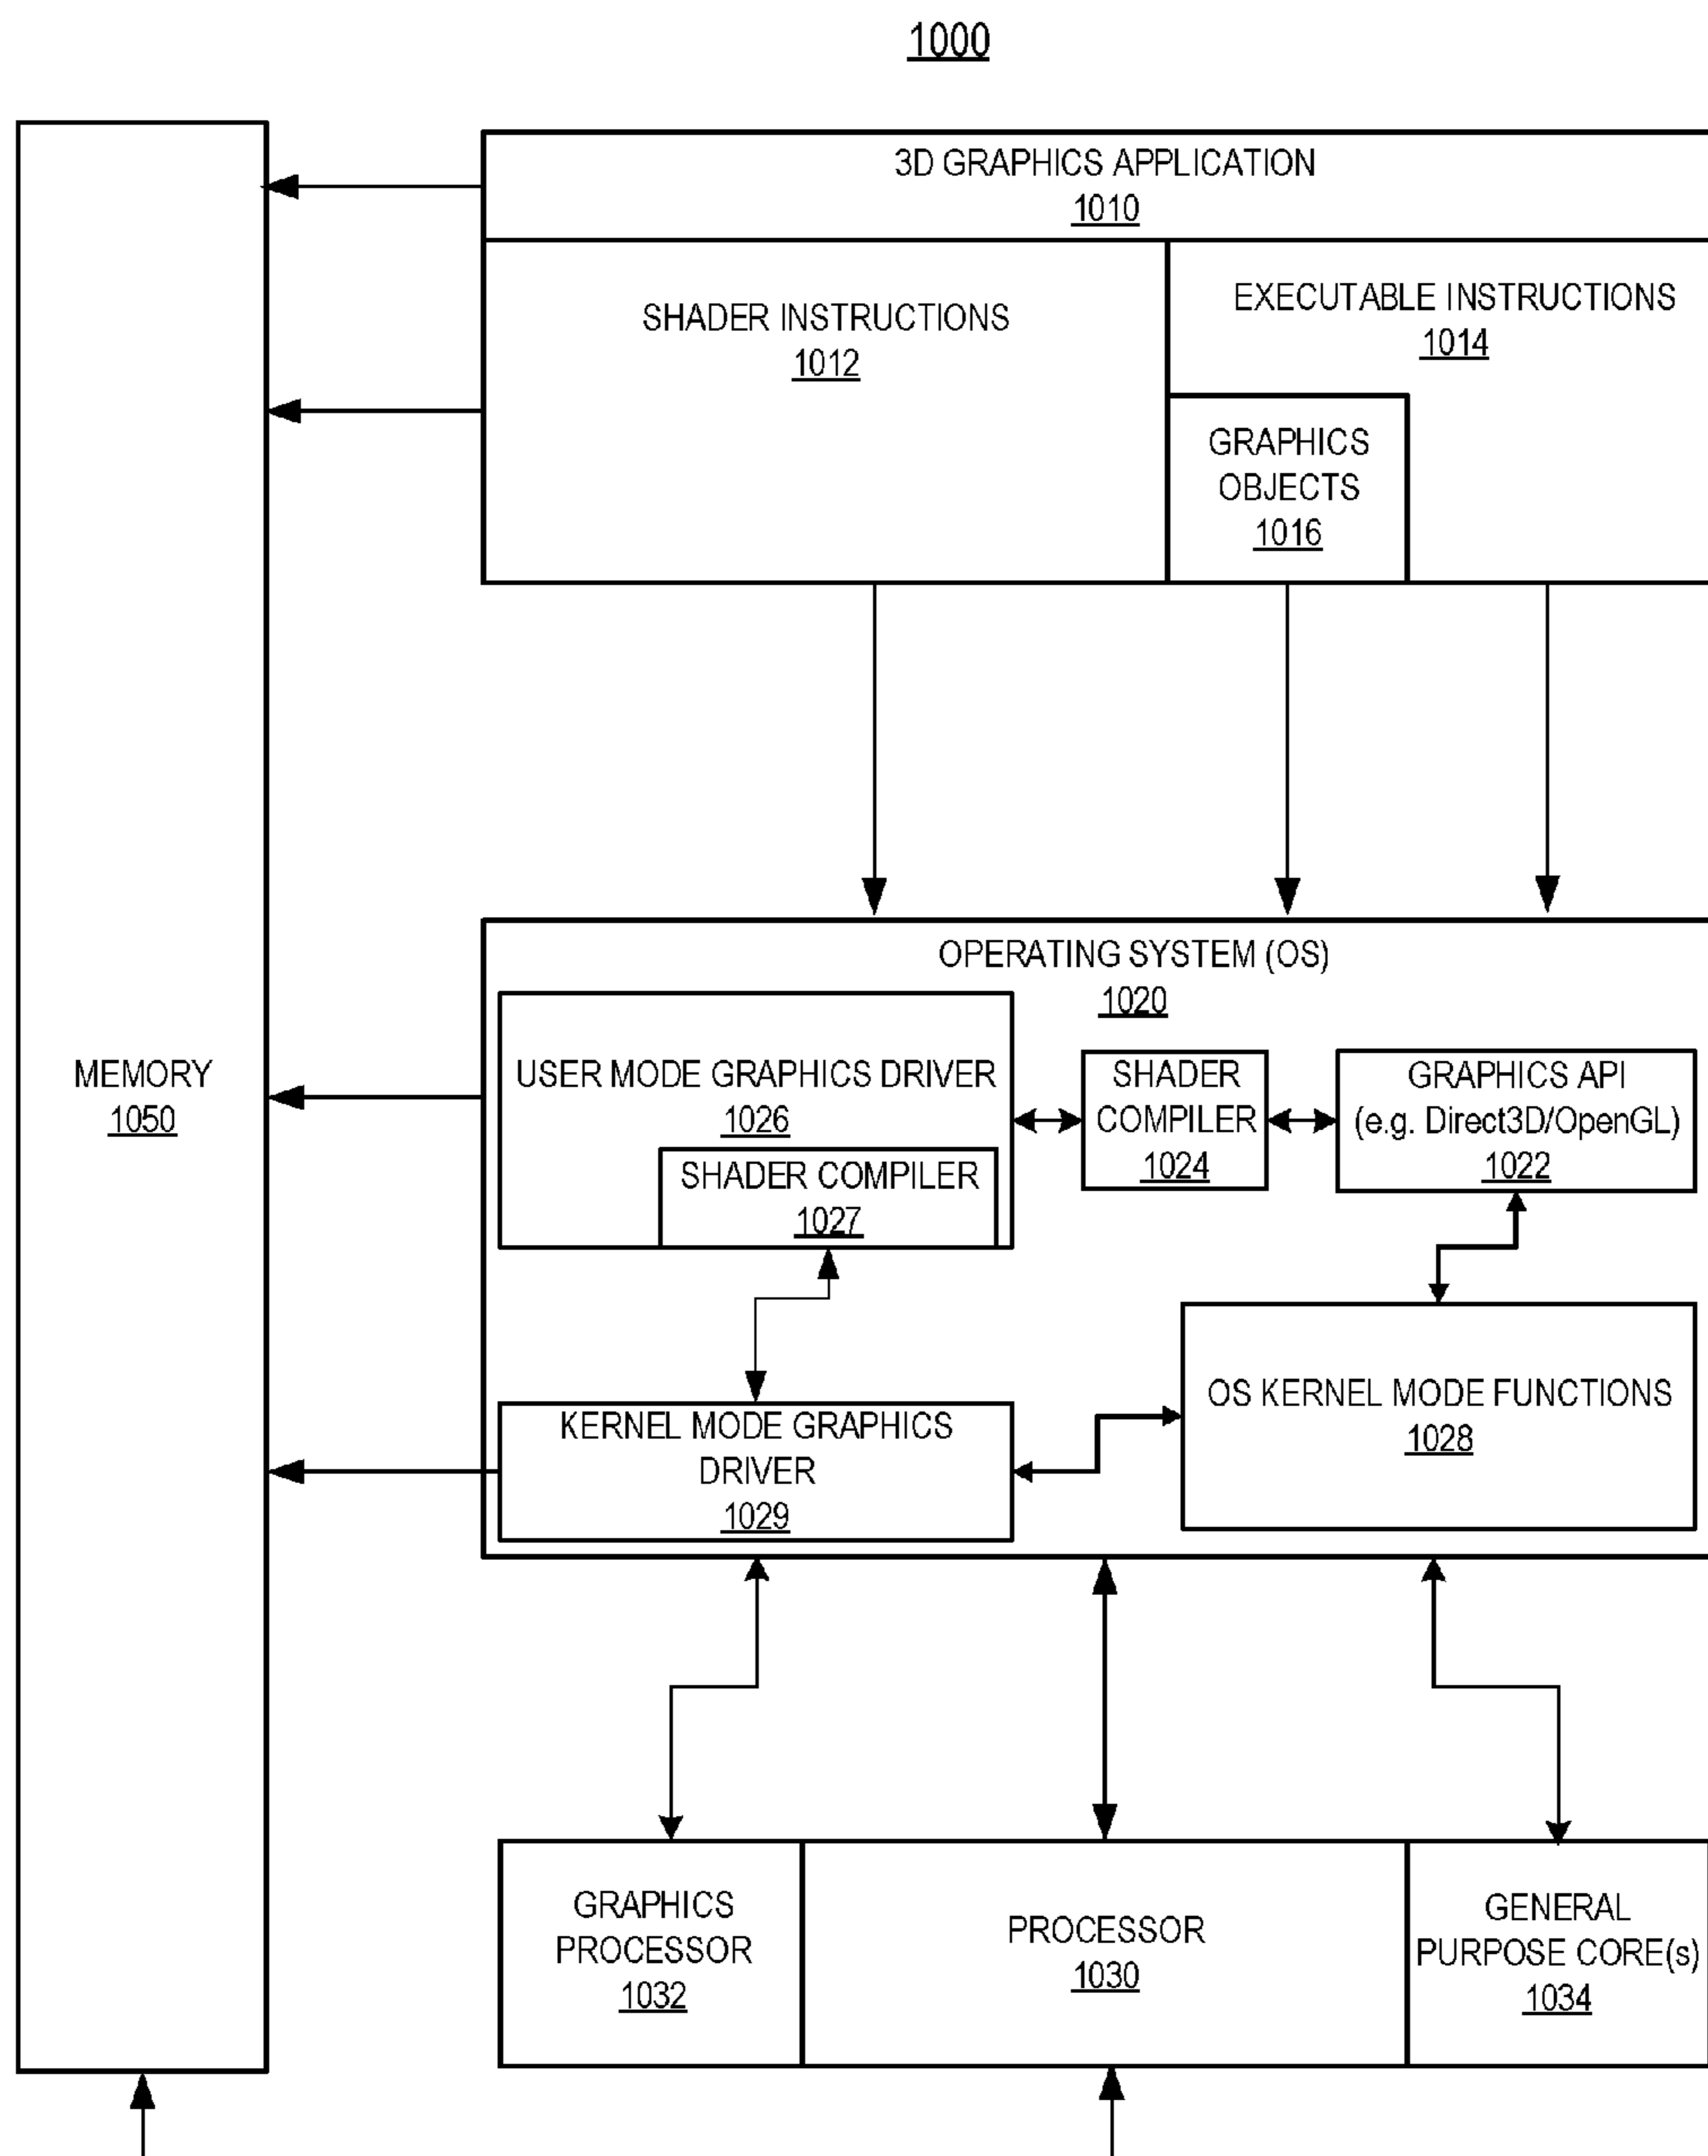 1000
3D GRAPHICS APPLICATION
1010
SHADER INSTRUCTIONS
1012
EXECUTABLE INSTRUCTIONS
1014
GRAPHICS
OBJECTS
1016
OPERATING SYSTEM (OS)
1020
MEMORY
1050
USER MODE GRAPHICS DRIVER
1026
SHADER COMPILER
1027
SHADER
COMPILER
1024
GRAPHICS API
(e.g. Direct3D/OpenGL)
1022
KERNEL MODE GRAPHICS
DRIVER
1029
OS KERNEL MODE FUNCTIONS
1028
GRAPHICS
PROCESSOR
1032
PROCESSOR
1030
GENERAL
PURPOSE CORE(s)
1034